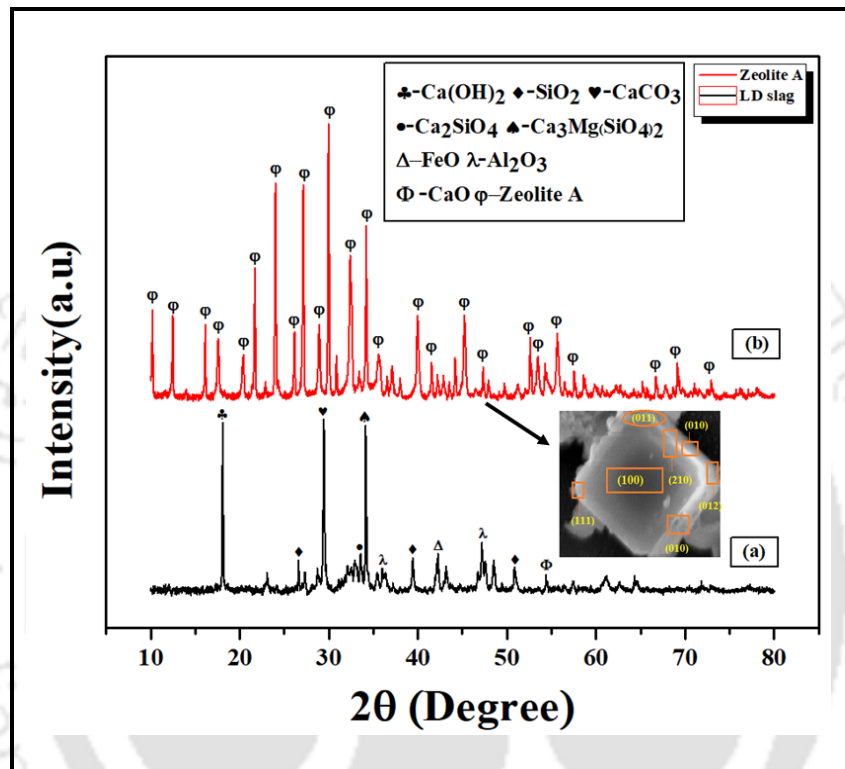 Zeolite A
LD slag
♣-Ca(OH)2 ♦-SiO2 ♥-CaCO3
●-Ca2SiO4 ♠-Ca3Mg(SiO4)2
Δ–FeO λ-Al2O3
Φ -CaO φ–Zeolite A
φ φ φ φ φ φ φ φ φ φ φ φ φ φ φ φ φ φ φ φ φ φ φ φ φ
(b)
♣ ♦ ♥ ● ♠ λ ♦ Δ λ ♦ Φ
(011)
(010)
(100)
(210)
(012)
(111)
(010)
(a)
10 20 30 40 50 60 70 80
2θ (Degree)
Intensity(a.u.)